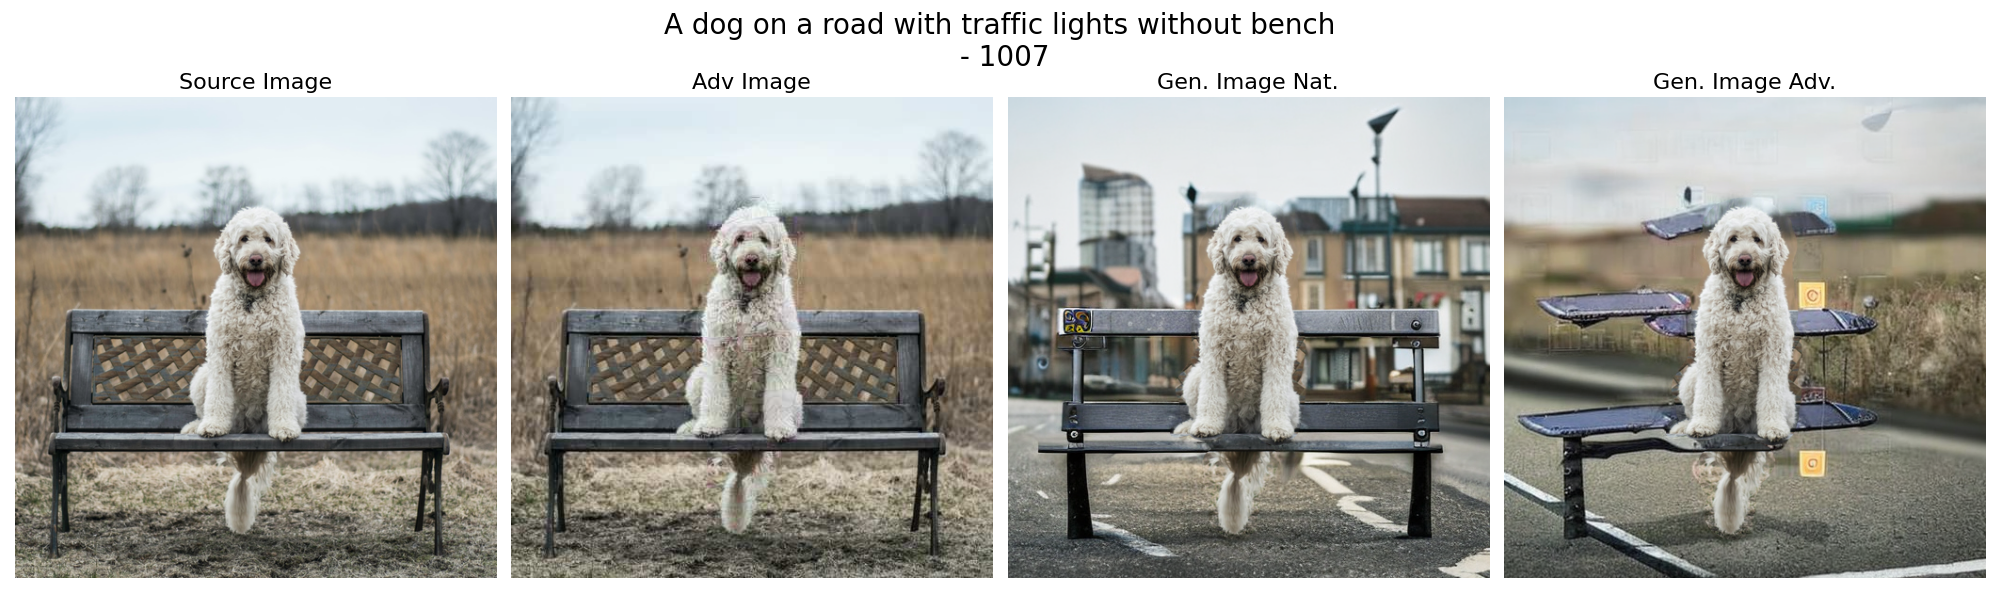 A dog on a road with traffic lights without bench
- 1007
Source Image
Adv Image
Gen. Image Nat.
Gen. Image Adv.